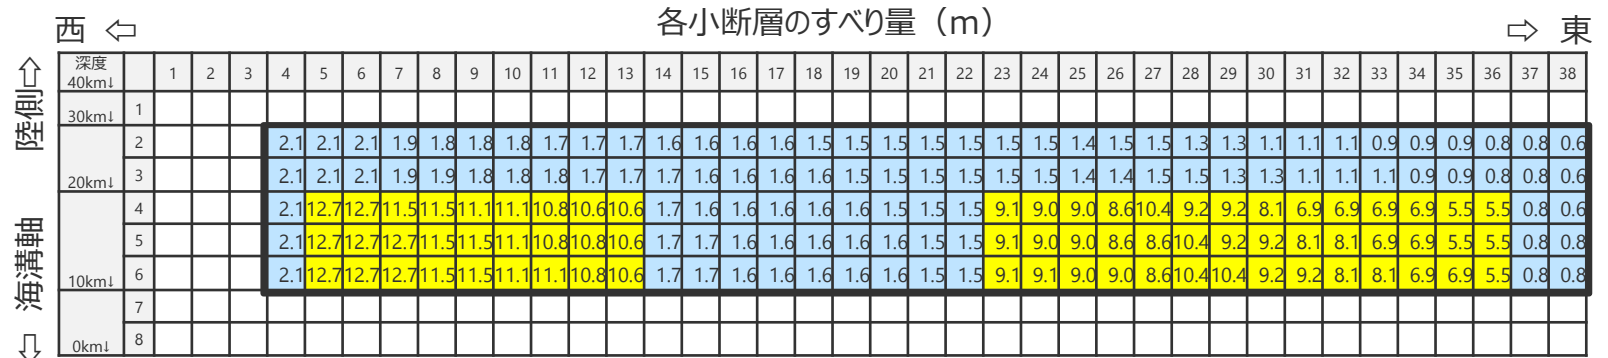 各小断層のすべり量（m）
西 ⇦ ⇨ 東
深度 40km↓ 1 2 3 4 5 6 7 8 9 10 11 12 13 14 15 16 17 18 19 20 21 22 23 24 25 26 27 28 29 30 31 32 33 34 35 36 37 38
⇦ 陸側
30km↓ 1
2 2.1 2.1 2.1 1.9 1.8 1.8 1.8 1.7 1.7 1.7 1.6 1.6 1.6 1.6 1.5 1.5 1.5 1.5 1.5 1.5 1.5 1.4 1.5 1.5 1.3 1.3 1.1 1.1 1.1 0.9 0.9 0.9 0.8 0.8 0.6
20km↓ 3 2.1 2.1 2.1 1.9 1.9 1.8 1.8 1.8 1.7 1.7 1.7 1.6 1.6 1.6 1.6 1.5 1.5 1.5 1.5 1.5 1.5 1.4 1.4 1.5 1.5 1.3 1.3 1.1 1.1 1.1 0.9 0.9 0.8 0.8 0.6
4 2.1 12.7 12.7 11.5 11.5 11.1 11.1 10.8 10.6 10.6 1.7 1.6 1.6 1.6 1.6 1.6 1.5 1.5 1.5 9.1 9.0 9.0 8.6 10.4 9.2 9.2 8.1 6.9 6.9 6.9 6.9 5.5 5.5 0.8 0.6
海溝軸 ⇨
5 2.1 12.7 12.7 12.7 11.5 11.5 11.1 10.8 10.8 10.6 1.7 1.7 1.6 1.6 1.6 1.6 1.5 1.5 1.5 9.1 9.0 9.0 8.6 8.6 10.4 9.2 9.2 8.1 8.1 6.9 6.9 5.5 5.5 0.8 0.8
10km↓ 6 2.1 12.7 12.7 12.7 11.5 11.5 11.1 11.1 10.8 10.6 1.7 1.7 1.6 1.6 1.6 1.6 1.6 1.5 1.5 9.1 9.1 9.0 9.0 8.6 10.4 10.4 9.2 9.2 8.1 8.1 6.9 6.9 5.5 0.8 0.8
7
0km↓ 8